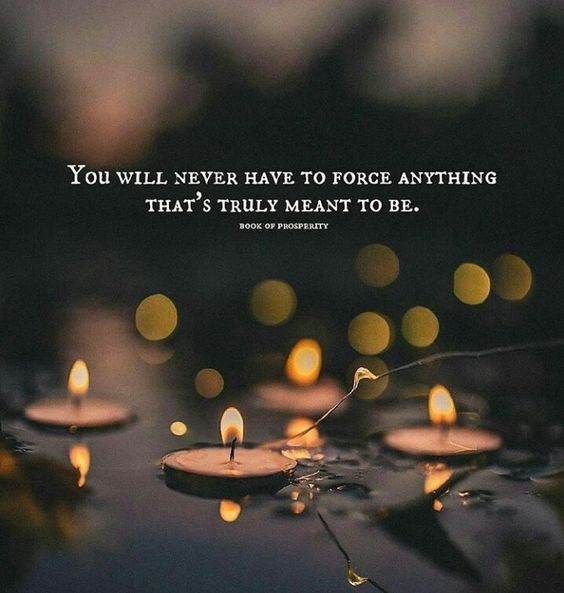 You will never have to force anything
that's truly meant to be.
book of prosperity